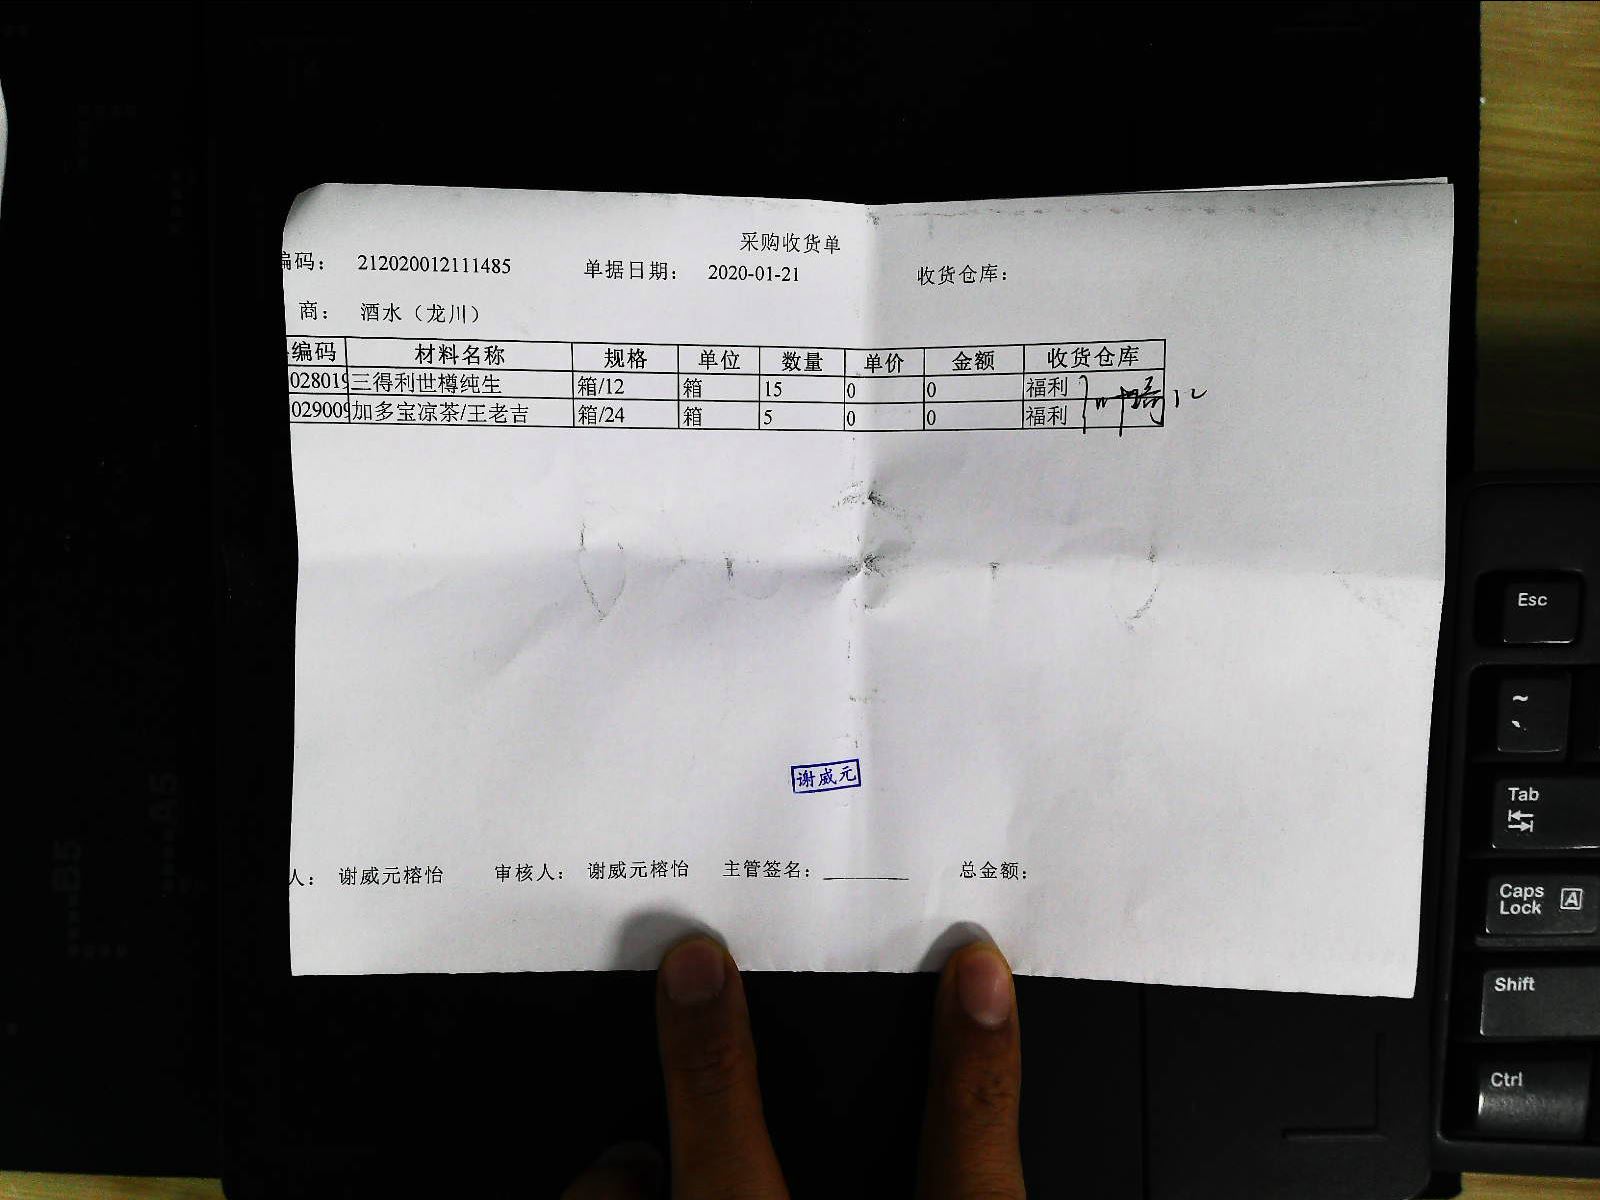 采购收货单
编码： 212020012111485 单据日期： 2020-01-21 收货仓库：
商： 酒水（龙川）
编码 材料名称 规格 单位 数量 单价 金额 收货仓库
028019 三得利世樽纯生 箱/12 箱 15 0 0 福利
029009 加多宝凉茶/王老吉 箱/24 箱 5 0 0 福利
谢威元
人： 谢威元榕怡 审核人： 谢威元榕怡 主管签名：________ 总金额：
Esc
~
`
Tab
Caps Lock A
Shift
Ctrl
B5
A5